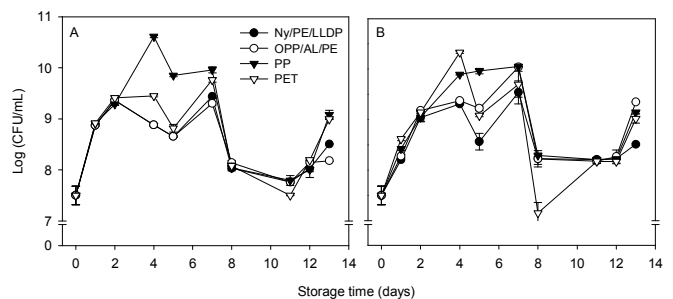 11
10
9
8
7
0
Log (CFU/mL)
A
Ny/PE/LLDP
OPP/AL/PE
PP
PET
B
0 2 4 6 8 10 12 14
0 2 4 6 8 10 12 14
Storage time (days)